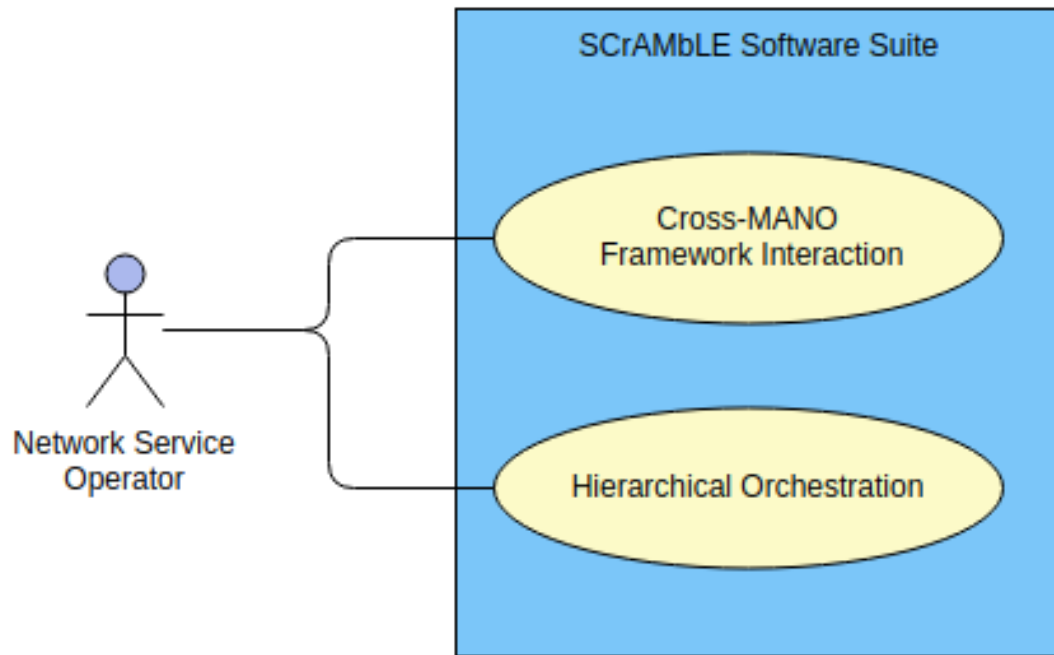 SCrAMbLE Software Suite
Cross-MANO
Framework Interaction
Network Service
Operator
Hierarchical Orchestration